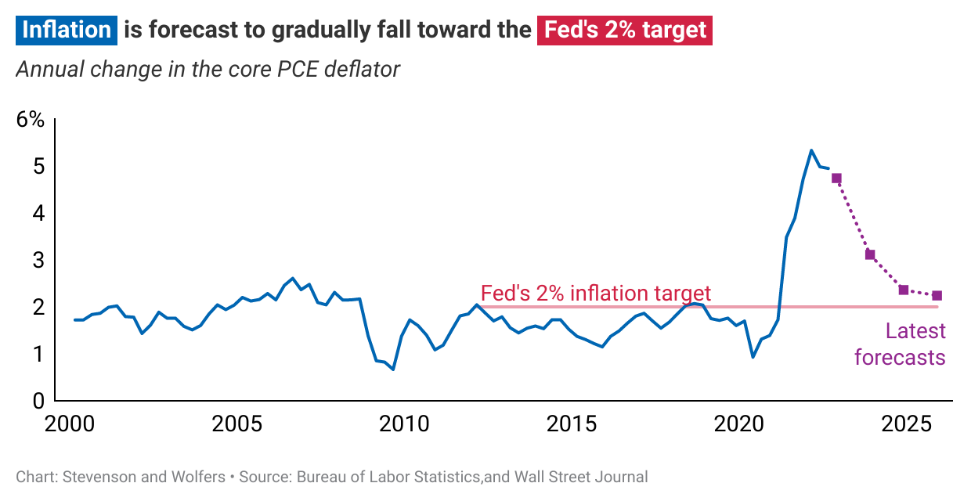 Inflation is forecast to gradually fall toward the Fed's 2% target
Annual change in the core PCE deflator
6%
5
4
3
2
1
0
Fed's 2% inflation target
Latest
forecasts
2000 2005 2010 2015 2020 2025
Chart: Stevenson and Wolfers • Source: Bureau of Labor Statistics,and Wall Street Journal